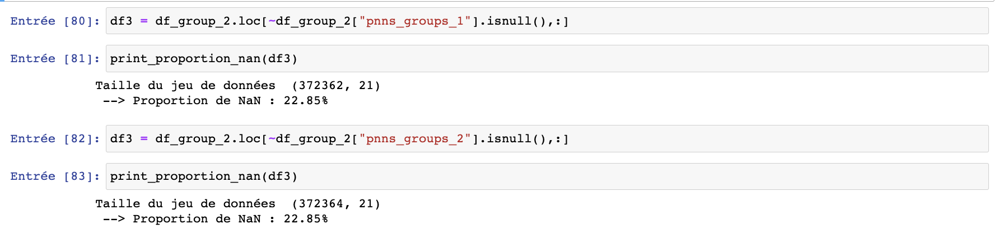 Entrée [80]: df3 = df_group_2.loc[~df_group_2["pnns_groups_1"].isnull(),:]
Entrée [81]: print_proportion_nan(df3)
Taille du jeu de données  (372362, 21)
 --> Proportion de NaN : 22.85%
Entrée [82]: df3 = df_group_2.loc[~df_group_2["pnns_groups_2"].isnull(),:]
Entrée [83]: print_proportion_nan(df3)
Taille du jeu de données  (372364, 21)
 --> Proportion de NaN : 22.85%